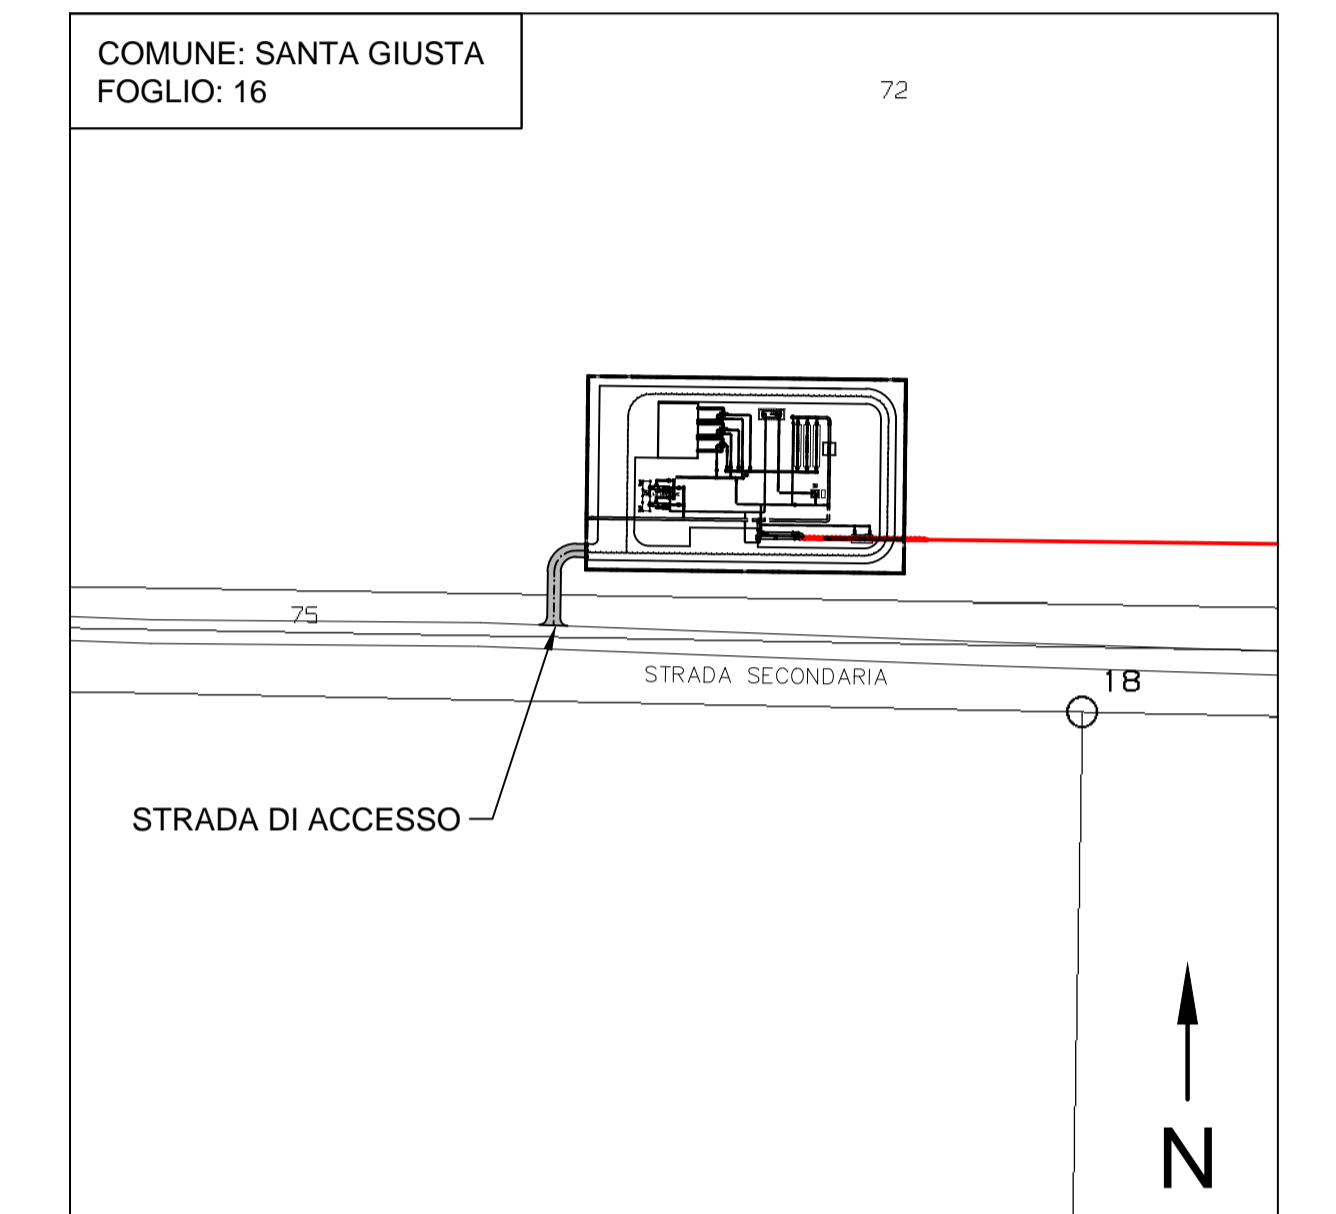 COMUNE: SANTA GIUSTA
FOGLIO: 16
72
75
STRADA SECONDARIA
18
STRADA DI ACCESSO
N